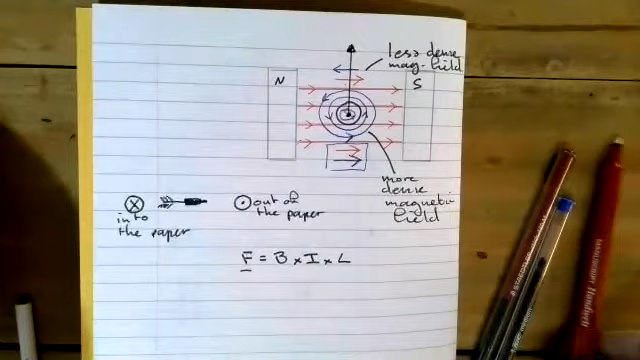 less dense
mag. field
N
S
more
dense
magnetic
field
into
the paper
out of
the paper
F = B × I × L